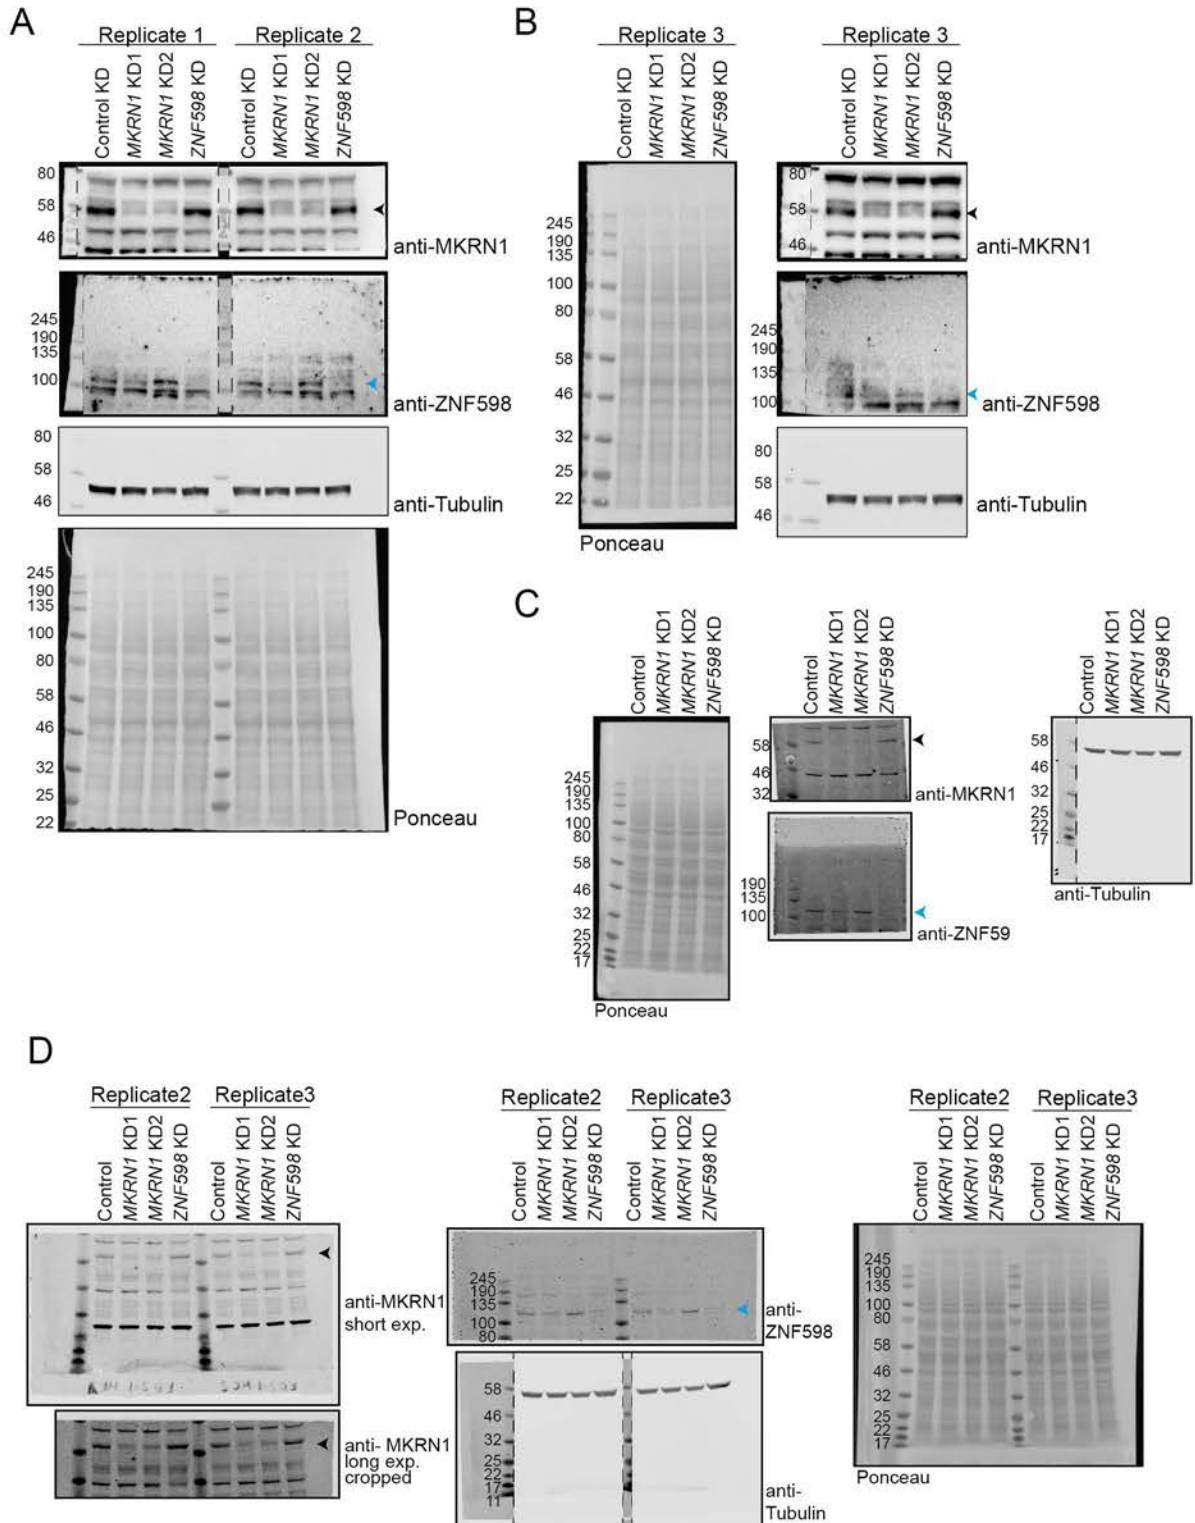 A
Replicate 1
Replicate 2
Control KD
MKRN1 KD1
MKRN1 KD2
ZNF598 KD
Control KD
MKRN1 KD1
MKRN1 KD2
ZNF598 KD
80
58
46
anti-MKRN1
245
190
135
100
anti-ZNF598
80
58
46
anti-Tubulin
245
190
135
100
80
58
46
32
25
22
Ponceau
B
Replicate 3
Control KD
MKRN1 KD1
MKRN1 KD2
ZNF598 KD
245
190
135
100
80
58
46
32
25
22
Ponceau
Replicate 3
Control KD
MKRN1 KD1
MKRN1 KD2
ZNF598 KD
80
58
46
anti-MKRN1
245
190
135
100
anti-ZNF598
80
58
46
anti-Tubulin
C
Control
MKRN1 KD1
MKRN1 KD2
ZNF598 KD
245
190
135
100
80
58
46
32
25
22
17
Ponceau
Control
MKRN1 KD1
MKRN1 KD2
ZNF598 KD
58
46
32
anti-MKRN1
190
135
100
anti-ZNF59
Control
MKRN1 KD1
MKRN1 KD2
ZNF598 KD
58
46
32
25
22
17
anti-Tubulin
D
Replicate2
Replicate3
Control
MKRN1 KD1
MKRN1 KD2
ZNF598 KD
Control
MKRN1 KD1
MKRN1 KD2
ZNF598 KD
anti-MKRN1
short exp.
anti- MKRN1
long exp.
cropped
Replicate2
Replicate3
Control
MKRN1 KD1
MKRN1 KD2
ZNF598 KD
Control
MKRN1 KD1
MKRN1 KD2
ZNF598 KD
245
190
135
100
80
anti-
ZNF598
58
46
32
25
22
17
11
anti-
Tubulin
Replicate2
Replicate3
Control
MKRN1 KD1
MKRN1 KD2
ZNF598 KD
Control
MKRN1 KD1
MKRN1 KD2
ZNF598 KD
245
190
135
100
80
58
46
32
25
22
17
Ponceau